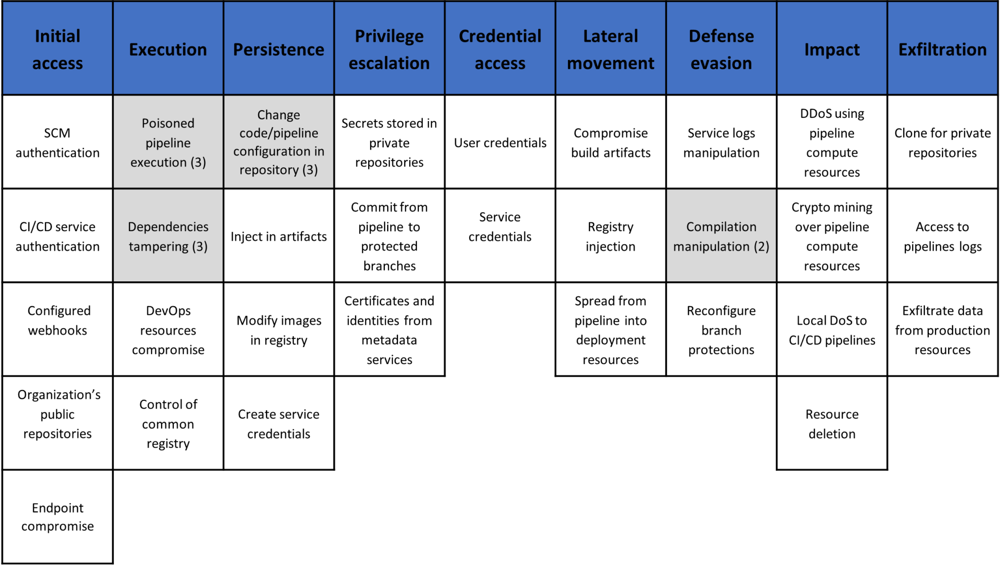 Initial
access
Execution
Persistence
Privilege
escalation
Credential
access
Lateral
movement
Defense
evasion
Impact
Exfiltration
SCM
authentication
Poisoned
pipeline
execution (3)
Change
code/pipeline
configuration in
repository (3)
Secrets stored in
private
repositories
User credentials
Compromise
build artifacts
Service logs
manipulation
DDoS using
pipeline
compute
resources
Clone for private
repositories
CI/CD service
authentication
Dependencies
tampering (3)
Inject in artifacts
Commit from
pipeline to
protected
branches
Service
credentials
Registry
injection
Compilation
manipulation (2)
Crypto mining
over pipeline
compute
resources
Access to
pipelines logs
Configured
webhooks
DevOps
resources
compromise
Modify images
in registry
Certificates and
identities from
metadata
services
Spread from
pipeline into
deployment
resources
Reconfigure
branch
protections
Local DoS to
CI/CD pipelines
Exfiltrate data
from production
resources
Organization’s
public
repositories
Control of
common
registry
Create service
credentials
Resource
deletion
Endpoint
compromise